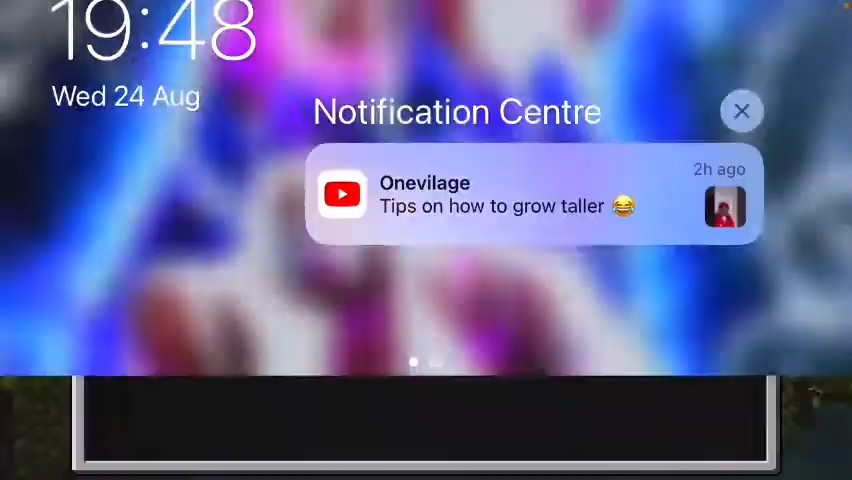 19:48
Wed 24 Aug
Notification Centre
2h ago
Onevilage
Tips on how to grow taller 😂